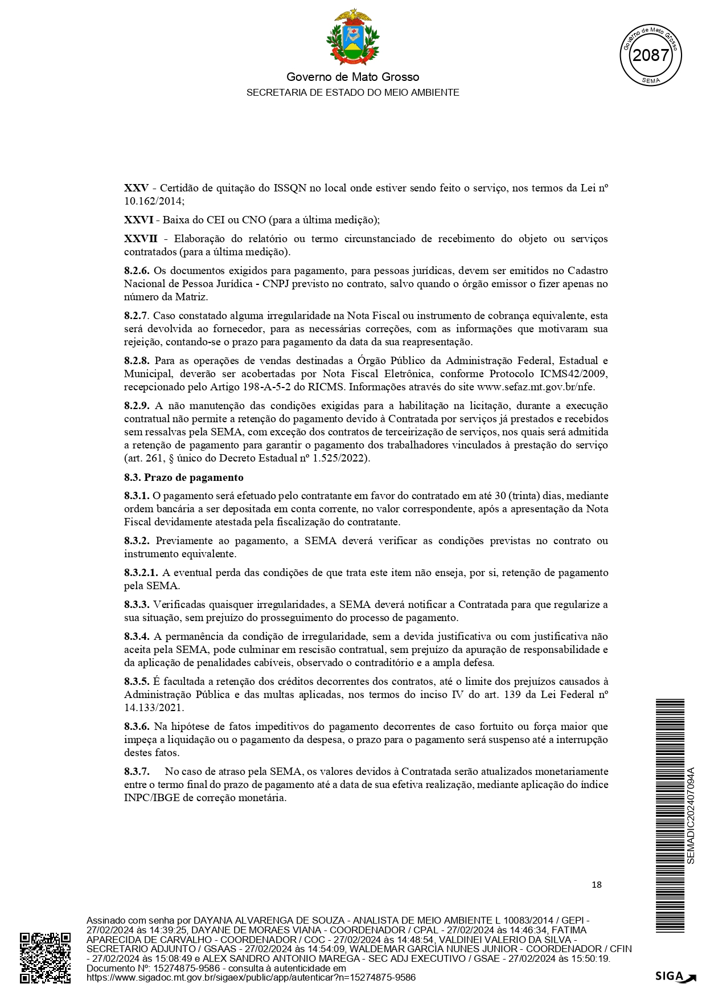 Governo de Mato Grosso
SECRETARIA DE ESTADO DO MEIO AMBIENTE
Governo de Mato Grosso
2087
SEMA
XXV - Certidão de quitação do ISSQN no local onde estiver sendo feito o serviço, nos termos da Lei nº
10.162/2014;
XXVI - Baixa do CEI ou CNO (para a última medição);
XXVII - Elaboração do relatório ou termo circunstanciado de recebimento do objeto ou serviços
contratados (para a última medição).
8.2.6. Os documentos exigidos para pagamento, para pessoas jurídicas, devem ser emitidos no Cadastro
Nacional de Pessoa Jurídica - CNPJ previsto no contrato, salvo quando o órgão emissor o fizer apenas no
número da Matriz.
8.2.7. Caso constatado alguma irregularidade na Nota Fiscal ou instrumento de cobrança equivalente, esta
será devolvida ao fornecedor, para as necessárias correções, com as informações que motivaram sua
rejeição, contando-se o prazo para pagamento da data da sua reapresentação.
8.2.8. Para as operações de vendas destinadas a Órgão Público da Administração Federal, Estadual e
Municipal, deverão ser acobertadas por Nota Fiscal Eletrônica, conforme Protocolo ICMS42/2009,
recepcionado pelo Artigo 198-A-5-2 do RICMS. Informações através do site www.sefaz.mt.gov.br/nfe.
8.2.9. A não manutenção das condições exigidas para a habilitação na licitação, durante a execução
contratual não permite a retenção do pagamento devido à Contratada por serviços já prestados e recebidos
sem ressalvas pela SEMA, com exceção dos contratos de terceirização de serviços, nos quais será admitida
a retenção de pagamento para garantir o pagamento dos trabalhadores vinculados à prestação do serviço
(art. 261, § único do Decreto Estadual nº 1.525/2022).
8.3. Prazo de pagamento
8.3.1. O pagamento será efetuado pelo contratante em favor do contratado em até 30 (trinta) dias, mediante
ordem bancária a ser depositada em conta corrente, no valor correspondente, após a apresentação da Nota
Fiscal devidamente atestada pela fiscalização do contratante.
8.3.2. Previamente ao pagamento, a SEMA deverá verificar as condições previstas no contrato ou
instrumento equivalente.
8.3.2.1. A eventual perda das condições de que trata este item não enseja, por si, retenção de pagamento
pela SEMA.
8.3.3. Verificadas quaisquer irregularidades, a SEMA deverá notificar a Contratada para que regularize a
sua situação, sem prejuízo do prosseguimento do processo de pagamento.
8.3.4. A permanência da condição de irregularidade, sem a devida justificativa ou com justificativa não
aceita pela SEMA, pode culminar em rescisão contratual, sem prejuízo da apuração de responsabilidade e
da aplicação de penalidades cabíveis, observado o contraditório e a ampla defesa.
8.3.5. É facultada a retenção dos créditos decorrentes dos contratos, até o limite dos prejuízos causados à
Administração Pública e das multas aplicadas, nos termos do inciso IV do art. 139 da Lei Federal nº
14.133/2021.
8.3.6. Na hipótese de fatos impeditivos do pagamento decorrentes de caso fortuito ou força maior que
impeça a liquidação ou o pagamento da despesa, o prazo para o pagamento será suspenso até a interrupção
destes fatos.
8.3.7. No caso de atraso pela SEMA, os valores devidos à Contratada serão atualizados monetariamente
entre o termo final do prazo de pagamento até a data de sua efetiva realização, mediante aplicação do índice
INPC/IBGE de correção monetária.
SEMADIC202407094A
18
Assinado com senha por DAYANA ALVARENGA DE SOUZA - ANALISTA DE MEIO AMBIENTE L 10083/2014 / GEPI -
27/02/2024 às 14:39:25, DAYANE DE MORAES VIANA - COORDENADOR / CPAL - 27/02/2024 às 14:46:34, FATIMA
APARECIDA DE CARVALHO - COORDENADOR / COC - 27/02/2024 às 14:48:54, VALDINEI VALERIO DA SILVA -
SECRETARIO ADJUNTO / GSAAS - 27/02/2024 às 14:54:09, WALDEMAR GARCIA NUNES JUNIOR - COORDENADOR / CFIN
- 27/02/2024 às 15:08:49 e ALEX SANDRO ANTONIO MAREGA - SEC ADJ EXECUTIVO / GSAE - 27/02/2024 às 15:50:19.
Documento Nº: 15274875-9586 - consulta à autenticidade em
https://www.sigadoc.mt.gov.br/sigaex/public/app/autenticar?n=15274875-9586
SIGA